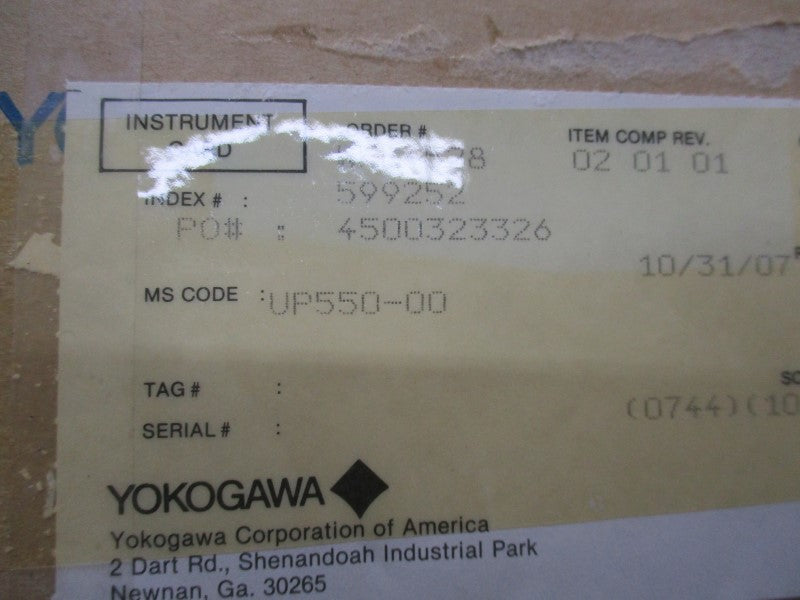 INSTRUMENT
ORDER #
ITEM COMP REV.
02 01 01
INDEX # :
599252
PO# : 4500323326
10/31/07
MS CODE : UP550-00
TAG # :
SERIAL # :
(0744)(10
YOKOGAWA
Yokogawa Corporation of America
2 Dart Rd., Shenandoah Industrial Park
Newnan, Ga. 30265